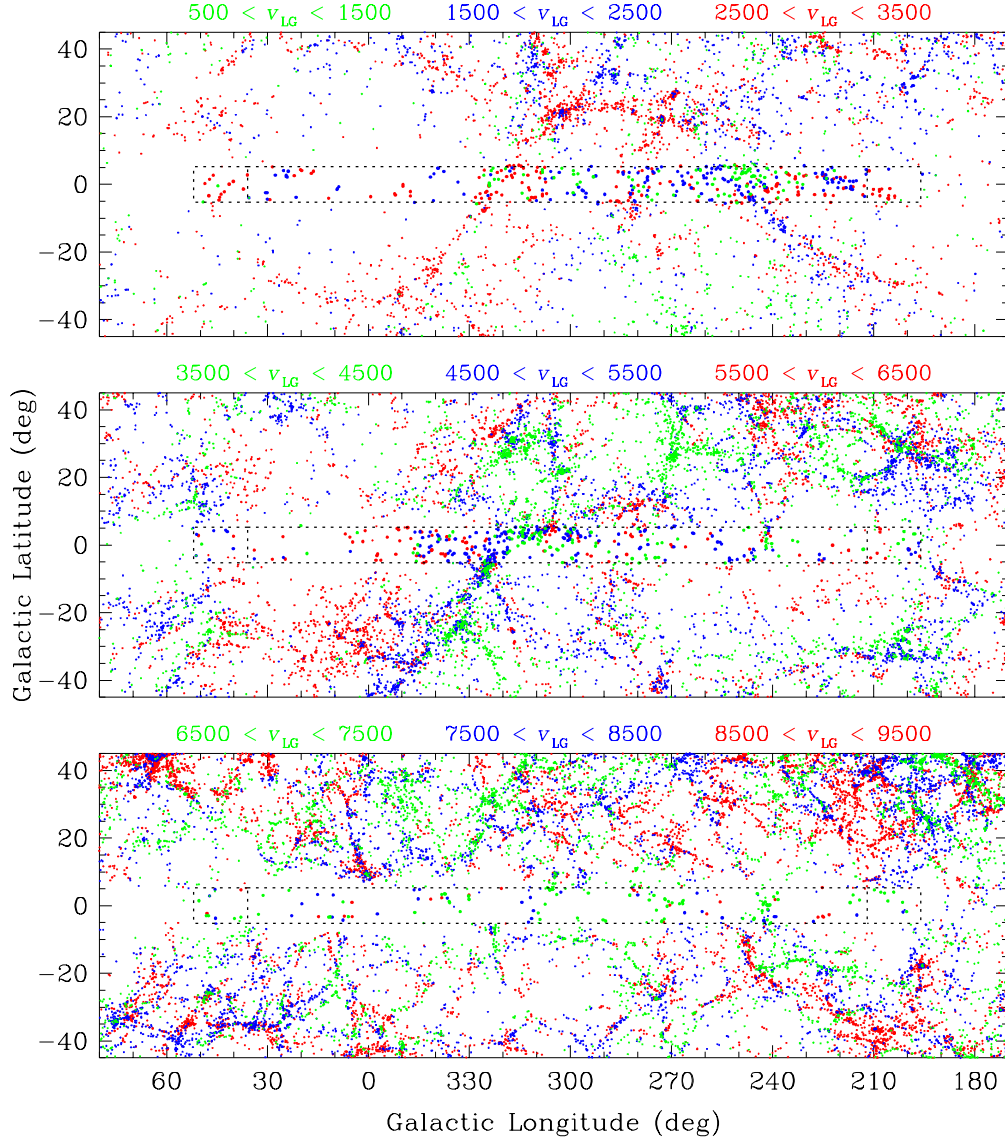 500 < vLG < 1500 1500 < vLG < 2500 2500 < vLG < 3500
40
20
0
−20
−40
3500 < vLG < 4500 4500 < vLG < 5500 5500 < vLG < 6500
40
20
0
−20
−40
Galactic Latitude (deg)
6500 < vLG < 7500 7500 < vLG < 8500 8500 < vLG < 9500
40
20
0
−20
−40
60 30 0 330 300 270 240 210 180
Galactic Longitude (deg)